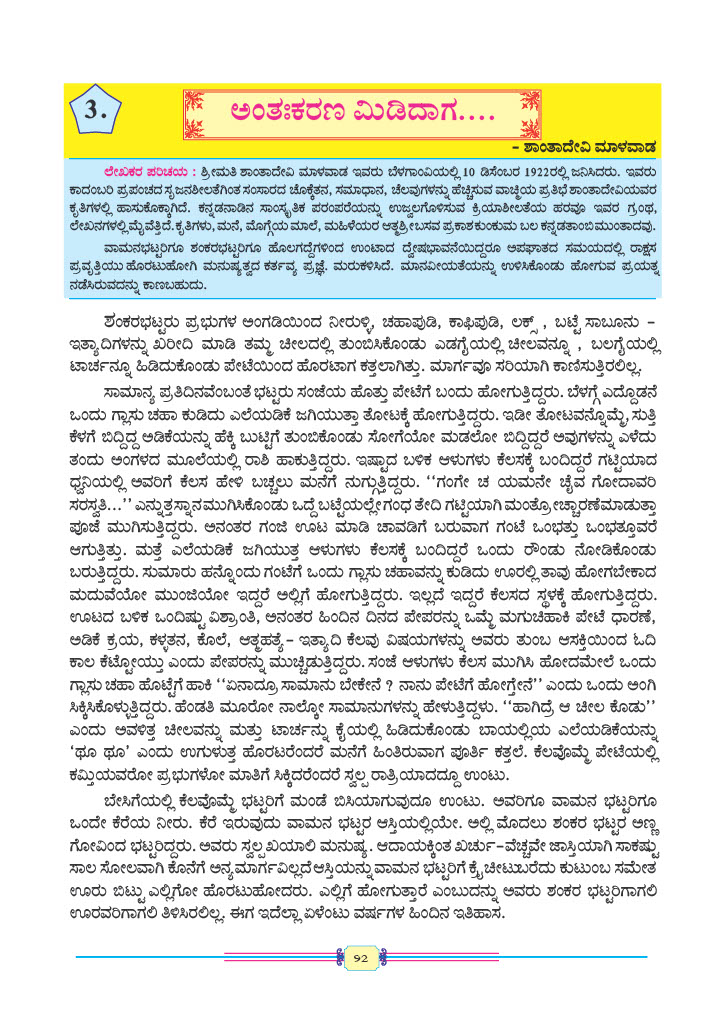 3.
ಅಂತಃಕರಣ ಮಿಡಿದಾಗ....
– ಶಾಂತಾದೇವಿ ಮಾಳವಾಡ
ಲೇಖಕರ ಪರಿಚಯ : ಶ್ರೀಮತಿ ಶಾಂತಾದೇವಿ ಮಾಳವಾಡ ಇವರು ಬೆಳಗಾಂವಿಯಲ್ಲಿ 10 ಡಿಸೆಂಬರ 1922ರಲ್ಲಿ ಜನಿಸಿದರು. ಇವರು
ಕಾದಂಬರಿ ಪ್ರಪಂಚದ ಸೃಜನಶೀಲತೆಗಿಂತ ಸಂಸಾರದ ಚೊಕ್ಕತನ, ಸಮಾಧಾನ, ಚೆಲವುಗಳನ್ನು ಹೆಚ್ಚಿಸುವ ವಾಚ್ಮಿಯ ಪ್ರತಿಭೆ ಶಾಂತಾದೇವಿಯವರ
ಕೃತಿಗಳಲ್ಲಿ ಹಾಸುಕೊಕ್ಕಾಗಿದೆ. ಕನ್ನಡನಾಡಿನ ಸಾಂಸೃತಿಕ ಪರಂಪರೆಯನ್ನು ಉಜ್ವಲಗೊಳಿಸುವ ಕ್ರಿಯಾಶೀಲತೆಯ ಹರವೂ ಇವರ ಗ್ರಂಥ,
ಲೇಖನಗಳಲ್ಲಿ ಮೈವೆತ್ತಿದೆ. ಕೃತಿಗಳು, ಮನೆ, ಮೊಗ್ಗೆಯ ಮಾಲೆ, ಮಹಿಳೆಯರ ಆತ್ಮಶ್ರೀ ಬಸವ ಪ್ರಕಾಶ ಕುಂಕುಮ ಬಲ ಕನ್ನಡತಾಂಬಿ ಮುಂತಾದವು.
ವಾಮನಭಟ್ಟರಿಗೂ ಶಂಕರಭಟ್ಟರಿಗೂ ಹೊಲಗದ್ದೆಗಳಿಂದ ಉಂಟಾದ ದ್ವೇಷಭಾವನೆಯಿದ್ದರೂ ಅಪಘಾತದ ಸಮಯದಲ್ಲಿ ರಾಕ್ಷಸ
ಪ್ರವೃತ್ತಿಯು ಹೊರಟುಹೋಗಿ ಮನುಷ್ಯತ್ವದ ಕರ್ತವ್ಯ ಪ್ರಜ್ಞೆ. ಮರುಕಳಿಸಿದೆ. ಮಾನವೀಯತೆಯನ್ನು ಉಳಿಸಿಕೊಂಡು ಹೋಗುವ ಪ್ರಯತ್ನ
ನಡೆಸಿರುವದನ್ನು ಕಾಣಬಹುದು.
ಶಂಕರಭಟ್ಟರು ಪ್ರಭುಗಳ ಅಂಗಡಿಯಿಂದ ನೀರುಳ್ಳಿ, ಚಹಾಪುಡಿ, ಕಾಫಿಪುಡಿ, ಲಕ್ಸ್ , ಬಟ್ಟೆ ಸಾಬೂನು –
ಇತ್ಯಾದಿಗಳನ್ನು ಖರೀದಿ ಮಾಡಿ ತಮ್ಮ ಚೀಲದಲ್ಲಿ ತುಂಬಿಸಿಕೊಂಡು ಎಡಗೈಯಲ್ಲಿ ಚೀಲವನ್ನೂ , ಬಲಗೈಯಲ್ಲಿ
ಟಾರ್ಚನ್ನೂ ಹಿಡಿದುಕೊಂಡು ಪೇಟೆಯಿಂದ ಹೊರಟಾಗ ಕತ್ತಲಾಗಿತ್ತು. ಮಾರ್ಗವೂ ಸರಿಯಾಗಿ ಕಾಣಿಸುತ್ತಿರಲಿಲ್ಲ.
ಸಾಮಾನ್ಯ ಪ್ರತಿದಿನವೆಂಬಂತೆ ಭಟ್ಟರು ಸಂಜೆಯ ಹೊತ್ತು ಪೇಟೆಗೆ ಬಂದು ಹೋಗುತ್ತಿದ್ದರು. ಬೆಳಗ್ಗೆ ಎದ್ದೊಡನೆ
ಒಂದು ಗ್ಲಾಸು ಚಹಾ ಕುಡಿದು ಎಲೆಯಡಿಕೆ ಜಗಿಯುತ್ತಾ ತೋಟಕ್ಕೆ ಹೋಗುತ್ತಿದ್ದರು. ಇಡೀ ತೋಟವನ್ನೊಮ್ಮೆ, ಸುತ್ತಿ
ಕೆಳಗೆ ಬಿದ್ದಿದ್ದ ಅಡಿಕೆಯನ್ನು ಹೆಕ್ಕಿ ಬುಟ್ಟಿಗೆ ತುಂಬಿಕೊಂಡು ಸೋಗೆಯೋ ಮಡಲೋ ಬಿದ್ದಿದ್ದರೆ ಅವುಗಳನ್ನು ಎಳೆದು
ತಂದು ಅಂಗಳದ ಮೂಲೆಯಲ್ಲಿ ರಾಶಿ ಹಾಕುತ್ತಿದ್ದರು. ಇಷ್ಟಾದ ಬಳಿಕ ಆಳುಗಳು ಕೆಲಸಕ್ಕೆ ಬಂದಿದ್ದರೆ ಗಟ್ಟಿಯಾದ
ಧ್ವನಿಯಲ್ಲಿ ಅವರಿಗೆ ಕೆಲಸ ಹೇಳಿ ಬಚ್ಚಲು ಮನೆಗೆ ನುಗ್ಗುತ್ತಿದ್ದರು. ‘‘ಗಂಗೇ ಚ ಯಮನೇ ಚೈವ ಗೋದಾವರಿ
ಸರಸ್ವತಿ...’’ ಎನ್ನುತ್ತ ಸ್ನಾನ ಮುಗಿಸಿಕೊಂಡು ಒದ್ದೆ ಬಟ್ಟೆಯಲ್ಲೇ ಗಂಧ ತೇದಿ ಗಟ್ಟಿಯಾಗಿ ಮಂತ್ರೋಚ್ಚಾರಣೆ ಮಾಡುತ್ತಾ
ಪೂಜೆ ಮುಗಿಸುತ್ತಿದ್ದರು. ಅನಂತರ ಗಂಜಿ ಊಟ ಮಾಡಿ ಚಾವಡಿಗೆ ಬರುವಾಗ ಗಂಟೆ ಒಂಭತ್ತು ಒಂಭತ್ತೂವರೆ
ಆಗುತ್ತಿತ್ತು. ಮತ್ತೆ ಎಲೆಯಡಿಕೆ ಜಗಿಯುತ್ತ ಆಳುಗಳು ಕೆಲಸಕ್ಕೆ ಬಂದಿದ್ದರೆ ಒಂದು ರೌಂಡು ನೋಡಿಕೊಂಡು
ಬರುತ್ತಿದ್ದರು. ಸುಮಾರು ಹನ್ನೊಂದು ಗಂಟೆಗೆ ಒಂದು ಗ್ಲಾಸು ಚಹಾವನ್ನು ಕುಡಿದು ಊರಲ್ಲಿ ತಾವು ಹೋಗಬೇಕಾದ
ಮದುವೆಯೋ ಮುಂಜಿಯೋ ಇದ್ದರೆ ಅಲ್ಲಿಗೆ ಹೋಗುತ್ತಿದ್ದರು. ಇಲ್ಲದೆ ಇದ್ದರೆ ಕೆಲಸದ ಸ್ಥಳಕ್ಕೆ ಹೋಗುತ್ತಿದ್ದರು.
ಊಟದ ಬಳಿಕ ಒಂದಿಷ್ಟು ವಿಶ್ರಾಂತಿ, ಅನಂತರ ಹಿಂದಿನ ದಿನದ ಪೇಪರನ್ನು ಒಮ್ಮೆ ಮಗುಚಿಹಾಕಿ ಪೇಟೆ ಧಾರಣೆ,
ಅಡಿಕೆ ಕ್ರಯ, ಕಳ್ಳತನ, ಕೊಲೆ, ಆತ್ಮಹತ್ಯೆ – ಇತ್ಯಾದಿ ಕೆಲವು ವಿಷಯಗಳನ್ನು ಅವರು ತುಂಬ ಆಸಕ್ತಿಯಿಂದ ಓದಿ
ಕಾಲ ಕೆಟ್ಟೋಯ್ತು ಎಂದು ಪೇಪರನ್ನು ಮುಚ್ಚಿಡುತ್ತಿದ್ದರು. ಸಂಜೆ ಆಳುಗಳು ಕೆಲಸ ಮುಗಿಸಿ ಹೋದಮೇಲೆ ಒಂದು
ಗ್ಲಾಸು ಚಹಾ ಹೊಟ್ಟೆಗೆ ಹಾಕಿ ‘‘ಏನಾದ್ರೂ ಸಾಮಾನು ಬೇಕೇನೆ ? ನಾನು ಪೇಟೆಗೆ ಹೋಗ್ತೇನೆ’’ ಎಂದು ಒಂದು ಅಂಗಿ
ಸಿಕ್ಕಿಸಿಕೊಳ್ಳುತ್ತಿದ್ದರು. ಹೆಂಡತಿ ಮೂರೋ ನಾಲ್ಕೋ ಸಾಮಾನುಗಳನ್ನು ಹೇಳುತ್ತಿದ್ದಳು. ‘‘ಹಾಗಿದ್ರೆ ಆ ಚೀಲ ಕೊಡು’’
ಎಂದು ಅವಳಿತ್ತ ಚೀಲವನ್ನು ಮತ್ತು ಟಾರ್ಚನ್ನು ಕೈಯಲ್ಲಿ ಹಿಡಿದುಕೊಂಡು ಬಾಯಲ್ಲಿಯ ಎಲೆಯಡಿಕೆಯನ್ನು
‘ಥೂ ಥೂ’ ಎಂದು ಉಗುಳುತ್ತ ಹೊರಟರೆಂದರೆ ಮನೆಗೆ ಹಿಂತಿರುವಾಗ ಪೂರ್ತಿ ಕತ್ತಲೆ. ಕೆಲವೊಮ್ಮೆ ಪೇಟೆಯಲ್ಲಿ
ಕಮ್ತಿಯವರೋ ಪ್ರಭುಗಳೋ ಮಾತಿಗೆ ಸಿಕ್ಕಿದರೆಂದರೆ ಸ್ವಲ್ಪ ರಾತ್ರಿಯಾದದ್ದೂ ಉಂಟು.
ಬೇಸಿಗೆಯಲ್ಲಿ ಕೆಲವೊಮ್ಮೆ ಭಟ್ಟರಿಗೆ ಮಂಡೆ ಬಿಸಿಯಾಗುವುದೂ ಉಂಟು. ಅವರಿಗೂ ವಾಮನ ಭಟ್ಟರಿಗೂ
ಒಂದೇ ಕೆರೆಯ ನೀರು. ಕೆರೆ ಇರುವುದು ವಾಮನ ಭಟ್ಟರ ಆಸ್ತಿಯಲ್ಲಿಯೇ. ಅಲ್ಲಿ ಮೊದಲು ಶಂಕರ ಭಟ್ಟರ ಅಣ್ಣ
ಗೋವಿಂದ ಭಟ್ಟರಿದ್ದರು. ಅವರು ಸ್ವಲ್ಪ ಖಯಾಲಿ ಮನುಷ್ಯ. ಆದಾಯಕ್ಕಿಂತ ಖರ್ಚು–ವೆಚ್ಚವೇ ಜಾಸ್ತಿಯಾಗಿ ಸಾಕಷ್ಟು
ಸಾಲ ಸೋಲವಾಗಿ ಕೊನೆಗೆ ಅನ್ಯ ಮಾರ್ಗವಿಲ್ಲದೆ ಆಸ್ತಿಯನ್ನು ವಾಮನ ಭಟ್ಟರಿಗೆ ಕ್ರೈ ಚೀಟು ಬರೆದು ಕುಟುಂಬ ಸಮೇತ
ಊರು ಬಿಟ್ಟು ಎಲ್ಲಿಗೋ ಹೊರಟುಹೋದರು. ಎಲ್ಲಿಗೆ ಹೋಗುತ್ತಾರೆ ಎಂಬುದನ್ನು ಅವರು ಶಂಕರ ಭಟ್ಟರಿಗಾಗಲಿ
ಊರವರಿಗಾಗಲಿ ತಿಳಿಸಿರಲಿಲ್ಲ. ಈಗ ಇದೆಲ್ಲಾ ಏಳೆಂಟು ವರ್ಷಗಳ ಹಿಂದಿನ ಇತಿಹಾಸ.
92